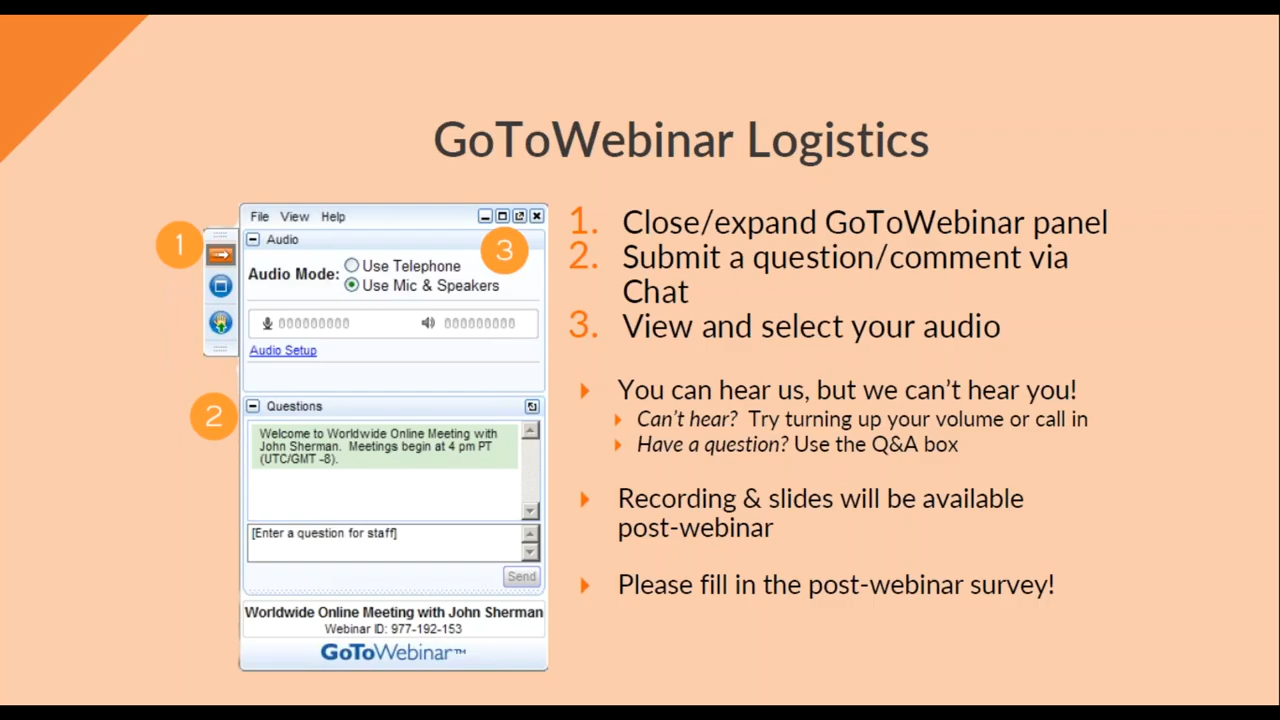 GoToWebinar Logistics
1
File View Help
Audio
3
Audio Mode: Use Telephone
Use Mic & Speakers
000000000 000000000
Audio Setup
2
Questions
Welcome to Worldwide Online Meeting with
John Sherman. Meetings begin at 4 pm PT
(UTC/GMT -8).
[Enter a question for staff]
Send
Worldwide Online Meeting with John Sherman
Webinar ID: 977-192-153
GoToWebinar™
1. Close/expand GoToWebinar panel
2. Submit a question/comment via
Chat
3. View and select your audio
You can hear us, but we can't hear you!
Can't hear? Try turning up your volume or call in
Have a question? Use the Q&A box
Recording & slides will be available
post-webinar
Please fill in the post-webinar survey!